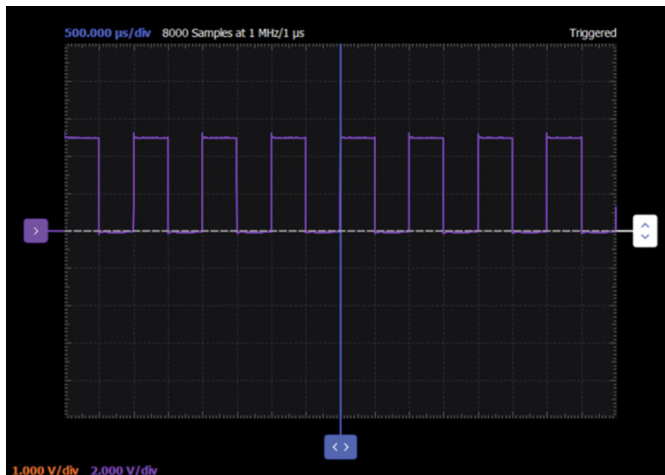 500.000 µs/div 8000 Samples at 1 MHz/1 µs Triggered
1.000 V/div 2.000 V/div